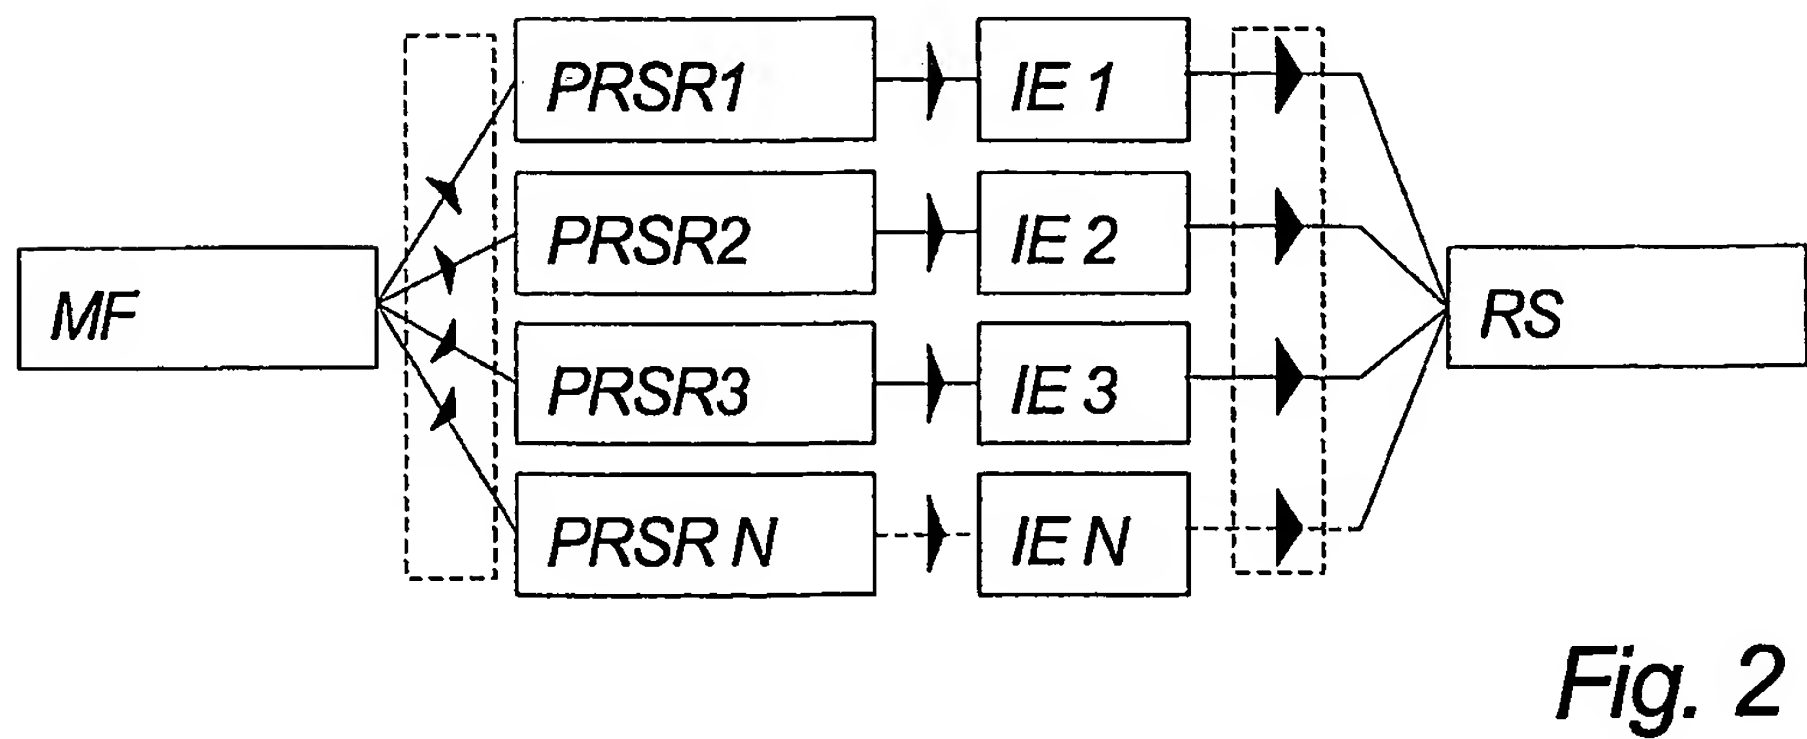 PRSR1
IE 1
PRSR2
IE 2
MF
RS
PRSR3
IE 3
PRSR N
IE N
Fig. 2